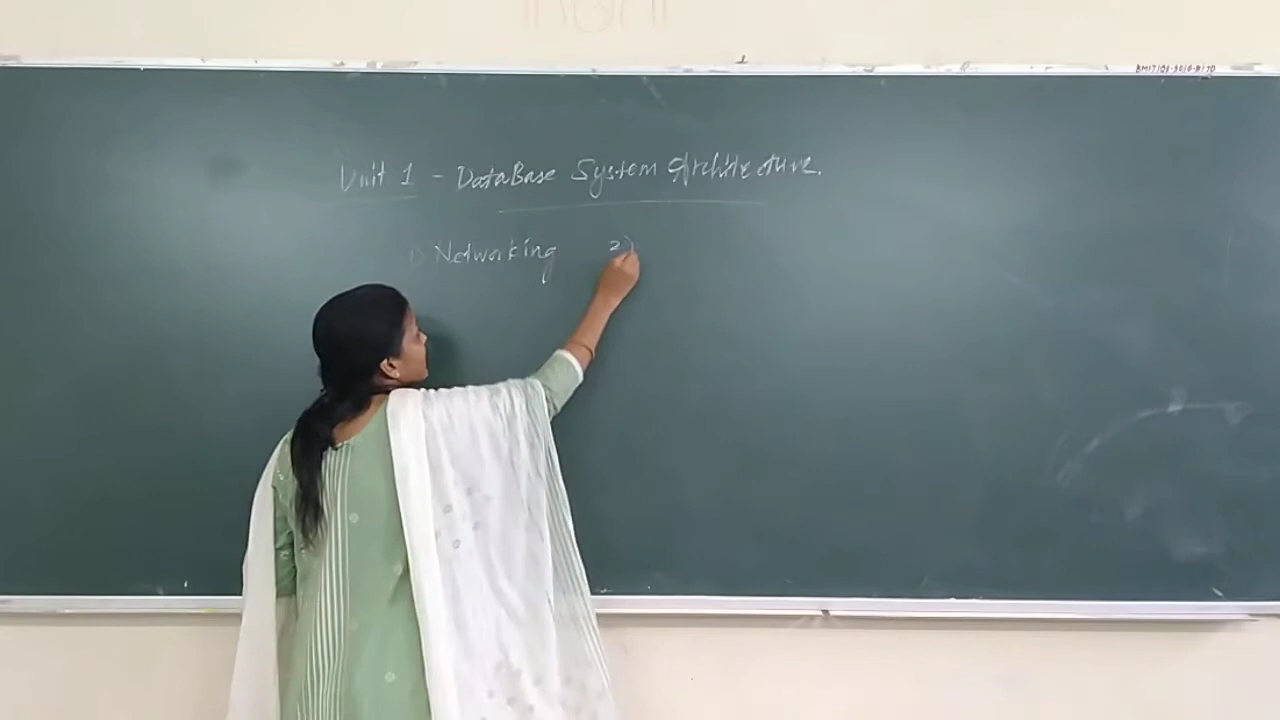 Unit 1 - DataBase System Architecture.
1) Networking 2)